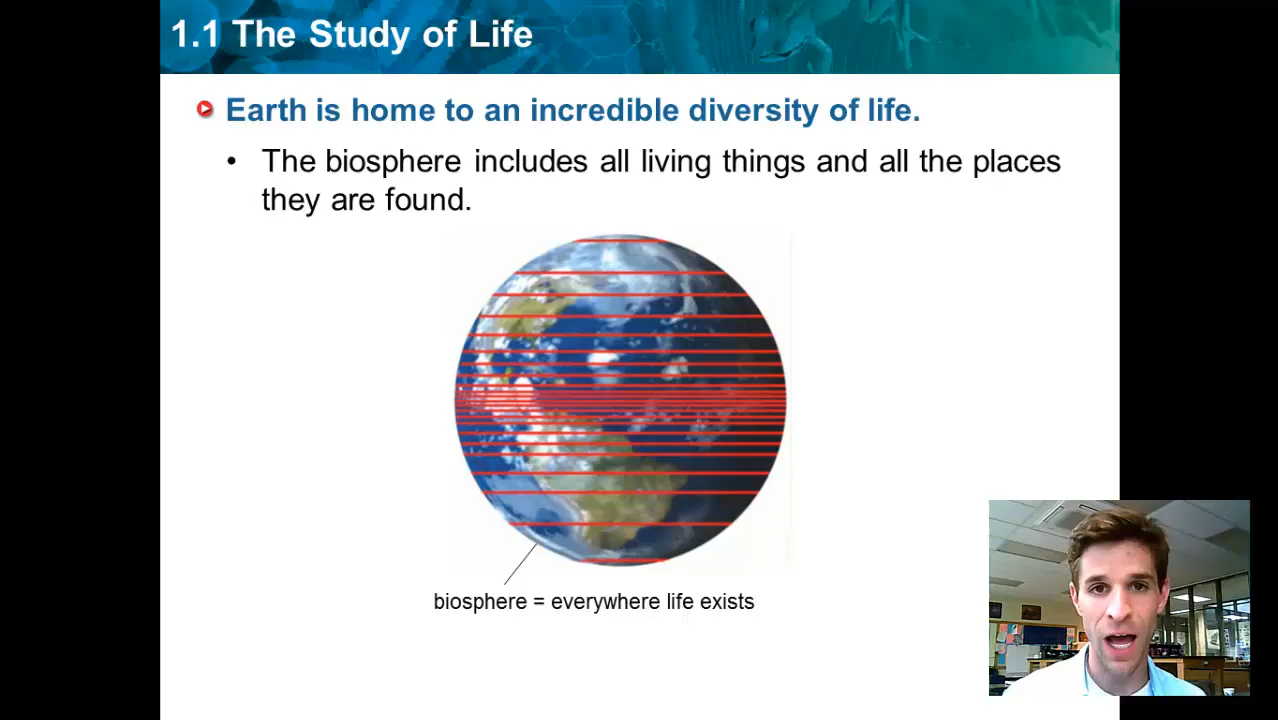 1.1 The Study of Life
Earth is home to an incredible diversity of life.
• The biosphere includes all living things and all the places
they are found.
biosphere = everywhere life exists